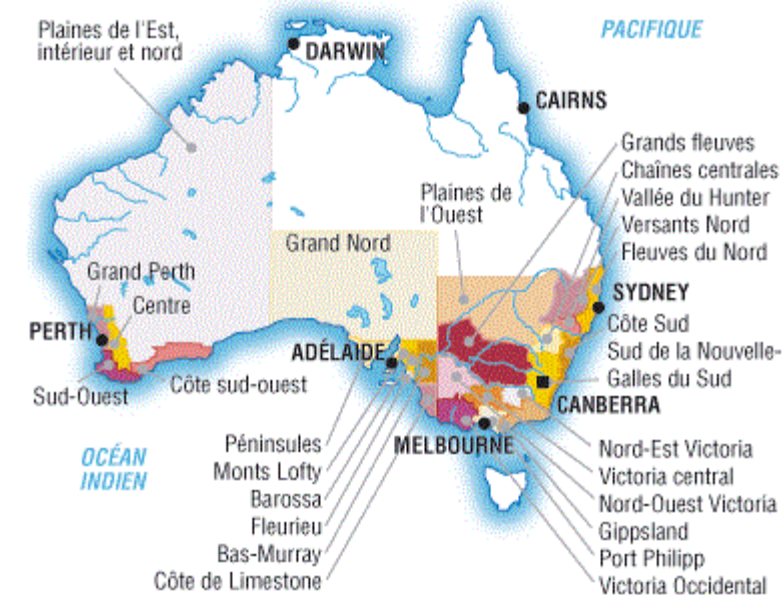 Plaines de l'Est,
intérieur et nord
PACIFIQUE
DARWIN
CAIRNS
Grands fleuves
Chaînes centrales
Vallée du Hunter
Versants Nord
Fleuves du Nord
Plaines de
l'Ouest
Grand Nord
Grand Perth
Centre
PERTH
SYDNEY
Côte Sud
Sud de la Nouvelle-
Galles du Sud
ADÉLAIDE
Sud-Ouest
Côte sud-ouest
CANBERRA
MELBOURNE
OCÉAN
INDIEN
Péninsules
Monts Lofty
Barossa
Fleurieu
Bas-Murray
Côte de Limestone
Nord-Est Victoria
Victoria central
Nord-Ouest Victoria
Gippsland
Port Philipp
Victoria Occidental